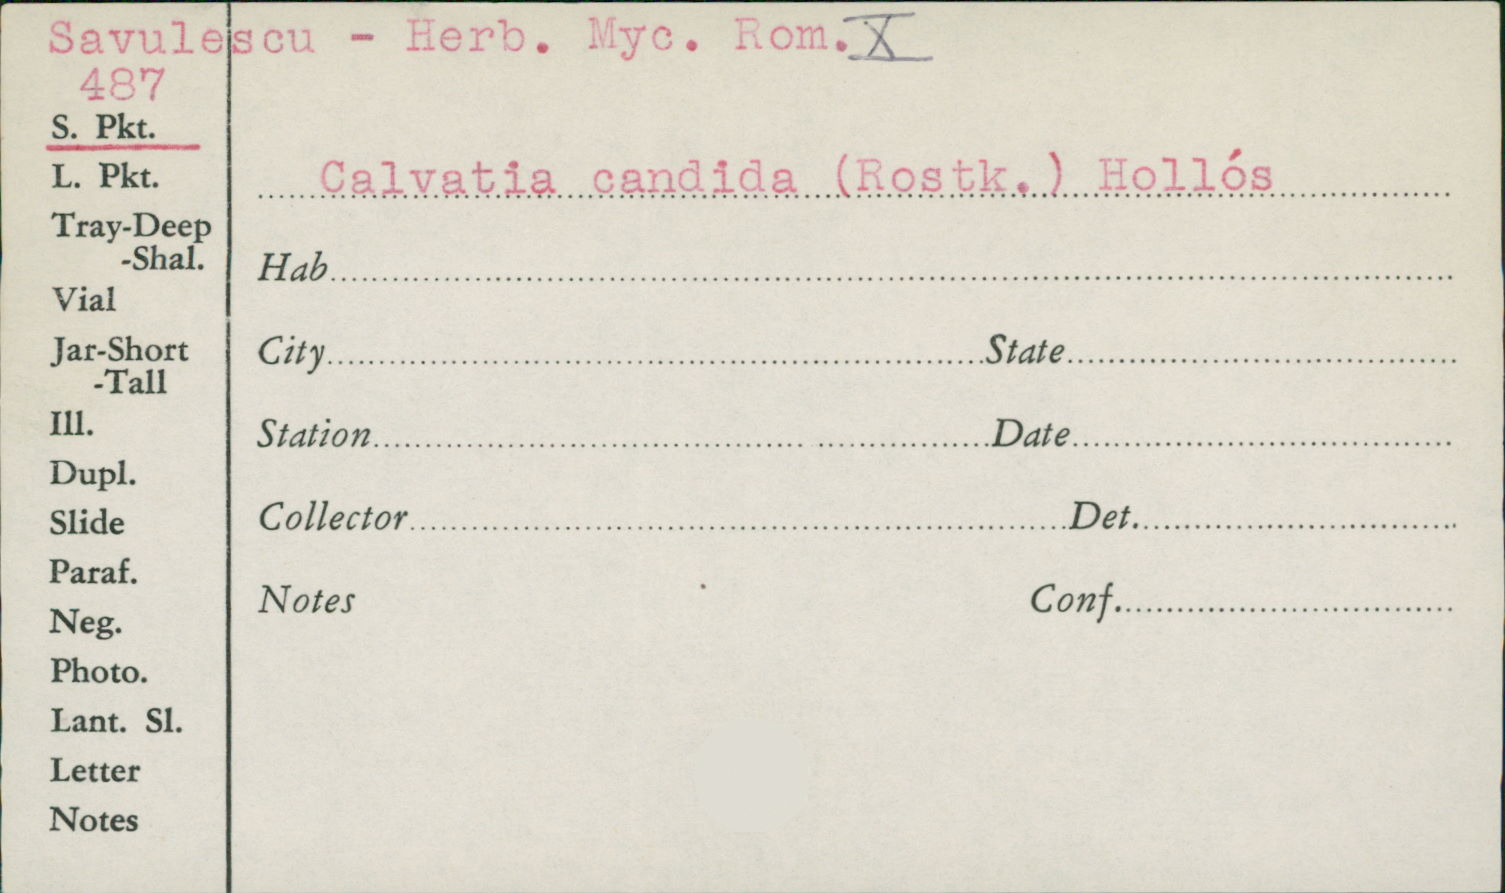 Savulescu - Herb. Myc. Rom. X
487
S. Pkt.
L. Pkt.
Calvatia candida (Rostk.) Hollós
Tray-Deep
-Shal.
Hab
Vial
Jar-Short
-Tall
City State
Ill.
Station Date
Dupl.
Slide
Collector Det.
Paraf.
Neg.
Notes Conf.
Photo.
Lant. Sl.
Letter
Notes